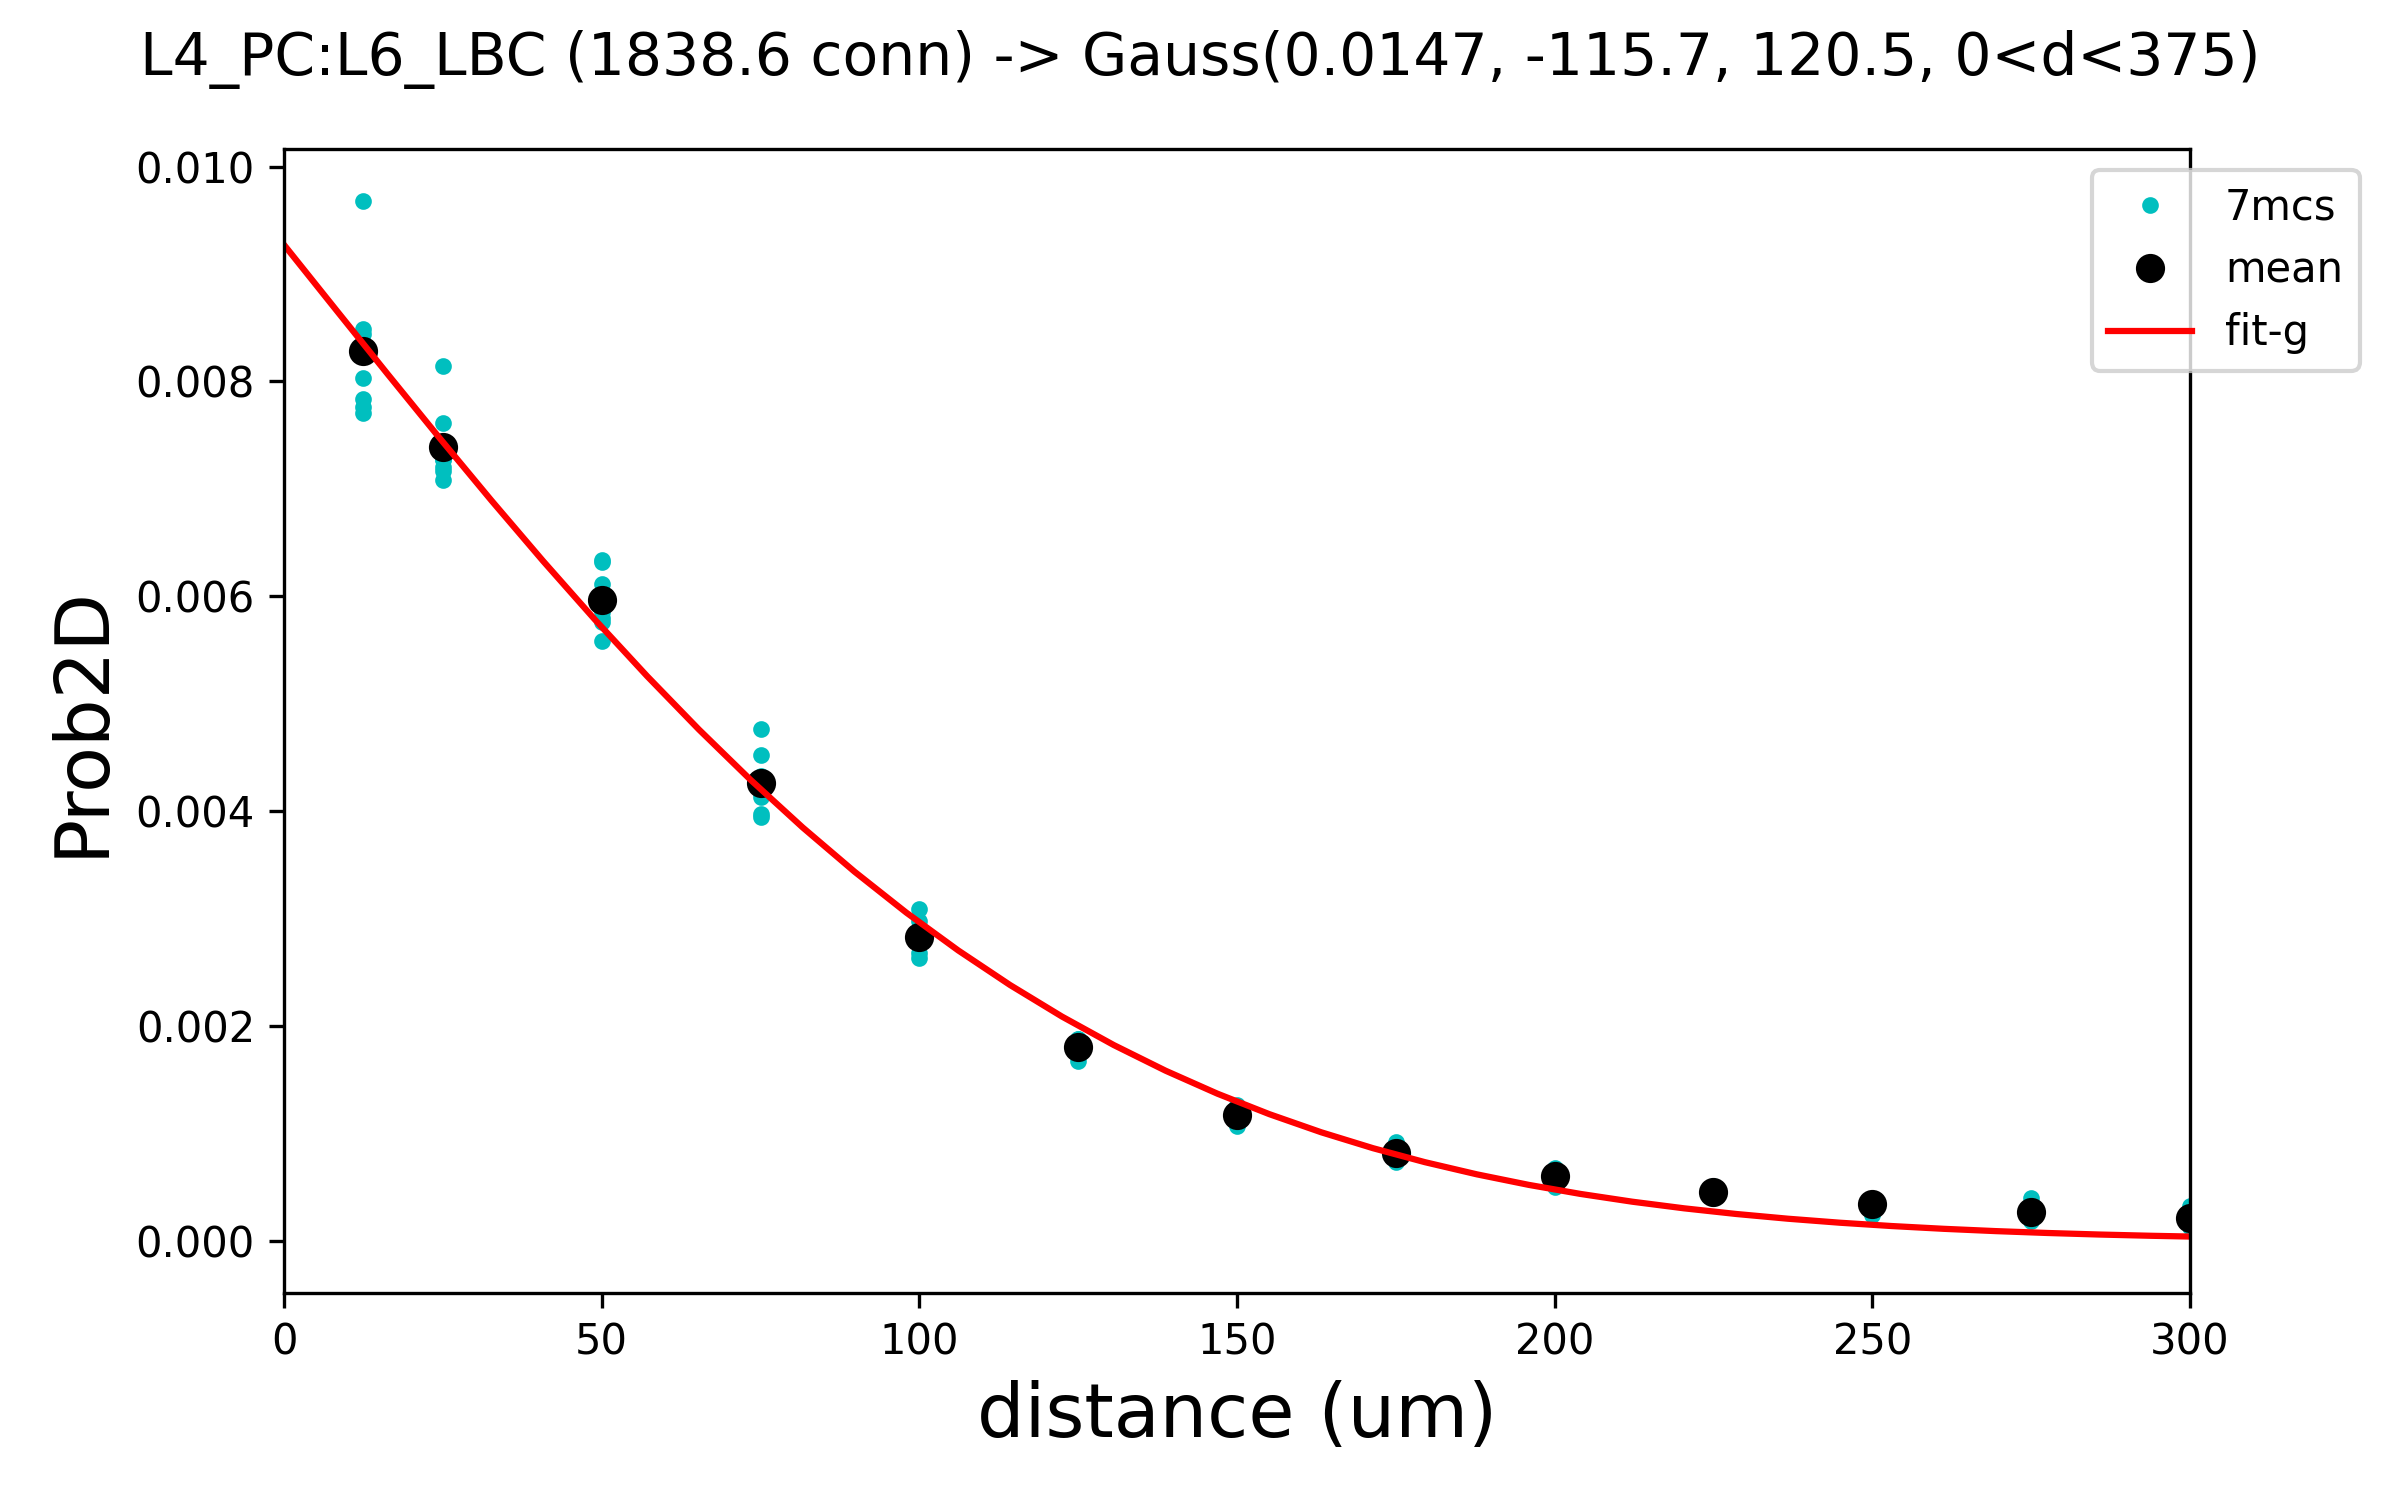 L4_PC:L6_LBC (1838.6 conn) -> Gauss(0.0147, -115.7, 120.5, 0<d<375)
0.010
0.008
0.006
0.004
0.002
0.000
Prob2D
7mcs
mean
fit-g
0 50 100 150 200 250 300
distance (um)